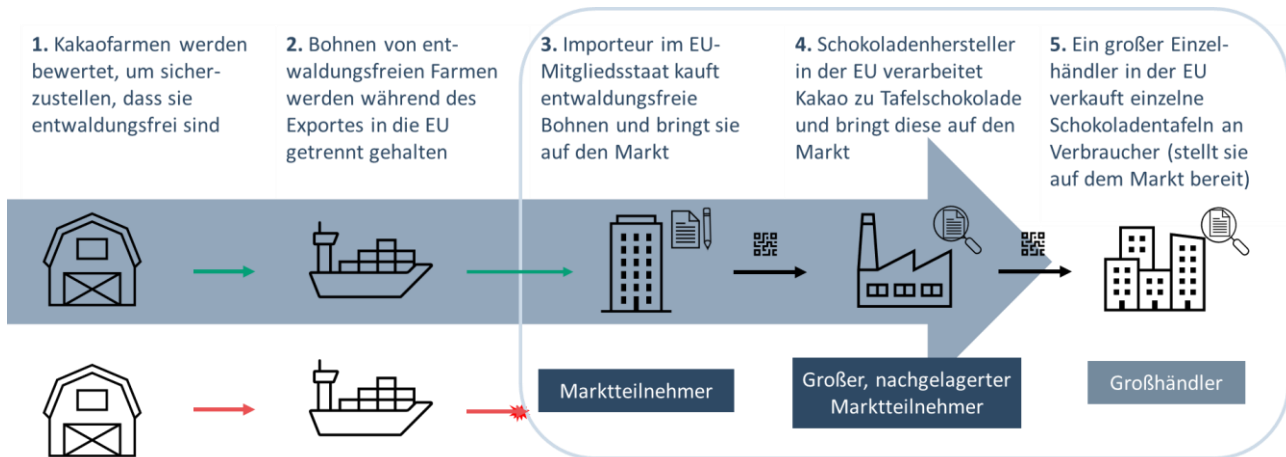 1. Kakaofarmen werden
bewertet, um sicher-
zustellen, dass sie
entwaldungsfrei sind
2. Bohnen von ent-
waldungsfreien Farmen
werden während des
Exportes in die EU
getrennt gehalten
3. Importeur im EU-
Mitgliedsstaat kauft
entwaldungsfreie
Bohnen und bringt sie
auf den Markt
4. Schokoladenhersteller
in der EU verarbeitet
Kakao zu Tafelschokolade
und bringt diese auf den
Markt
5. Ein großer Einzel-
händler in der EU
verkauft einzelne
Schokoladentafeln an
Verbraucher (stellt sie
auf dem Markt bereit)
Marktteilnehmer
Großer, nachgelagerter
Marktteilnehmer
Großhändler